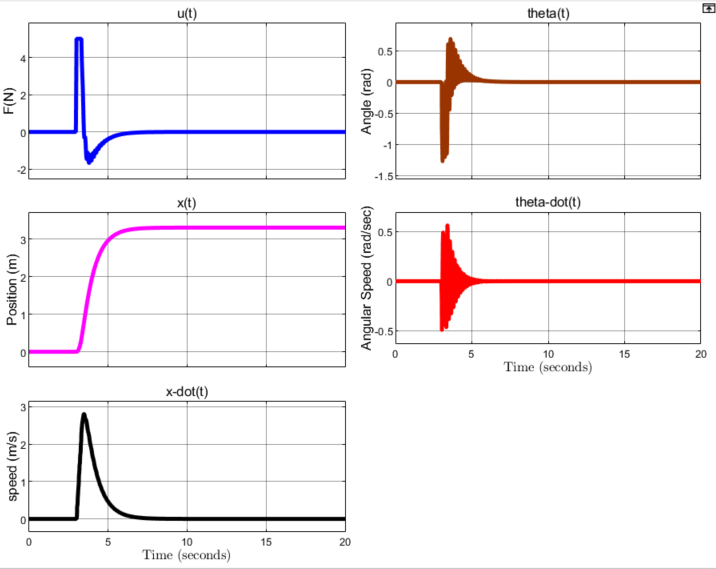 u(t)
F(N)
4
2
0
-2
theta(t)
Angle (rad)
0.5
0
-0.5
-1
-1.5
x(t)
Position (m)
3
2
1
0
theta-dot(t)
Angular Speed (rad/sec)
0.5
0
-0.5
0 5 10 15 20
Time (seconds)
x-dot(t)
speed (m/s)
3
2
1
0
0 5 10 15 20
Time (seconds)